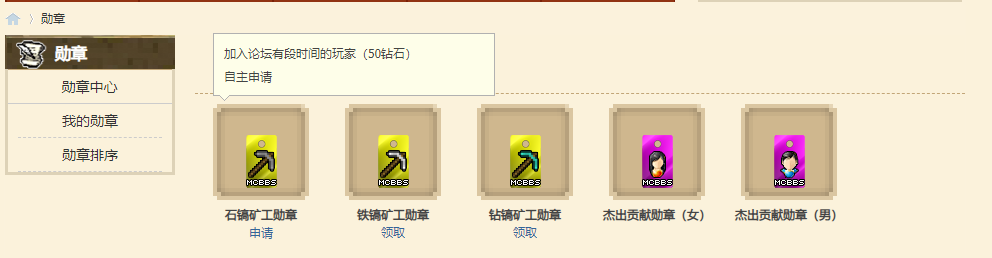 勋章
勋章
勋章中心
我的勋章
勋章排序
加入论坛有段时间的玩家（50钻石）
自主申请
MCBBS
MCBBS
MCBBS
MCBBS
MCBBS
石镐矿工勋章
铁镐矿工勋章
钻镐矿工勋章
杰出贡献勋章（女）
杰出贡献勋章（男）
申请
领取
领取